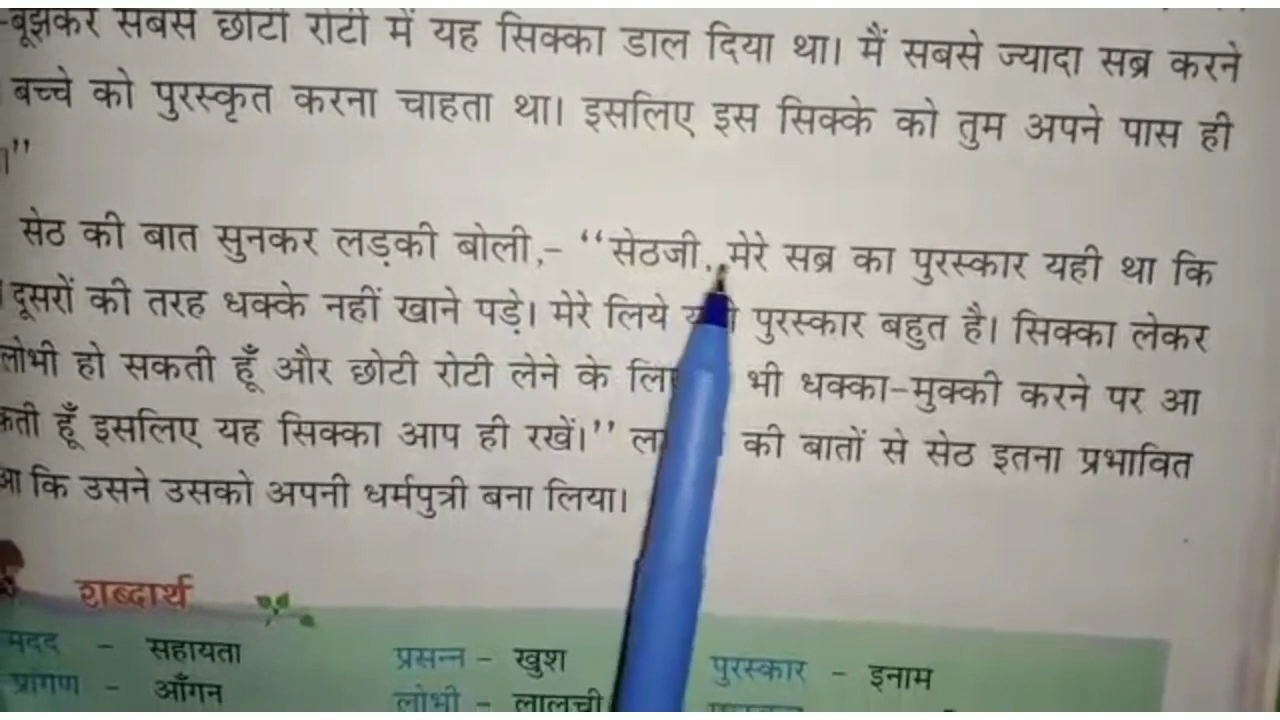 -बूझकर सबसे छोटी रोटी में यह सिक्का डाल दिया था। मैं सबसे ज्यादा सब्र करने
बच्चे को पुरस्कृत करना चाहता था। इसलिए इस सिक्के को तुम अपने पास ही
।”
सेठ की बात सुनकर लड़की बोली,- “सेठजी, मेरे सब्र का पुरस्कार यही था कि
दूसरों की तरह धक्के नहीं खाने पड़े। मेरे लिये पुरस्कार बहुत है। सिक्का लेकर
लोभी हो सकती हूँ और छोटी रोटी लेने के भी धक्का-मुक्की करने पर आ
कती हूँ इसलिए यह सिक्का आप ही रखें।” की बातों से सेठ इतना प्रभावित
आ कि उसने उसको अपनी धर्मपुत्री बना लिया।
शब्दार्थ
मदद - सहायता प्रसन्न - खुश पुरस्कार - इनाम
प्रांगण - आँगन लोभी - लालची